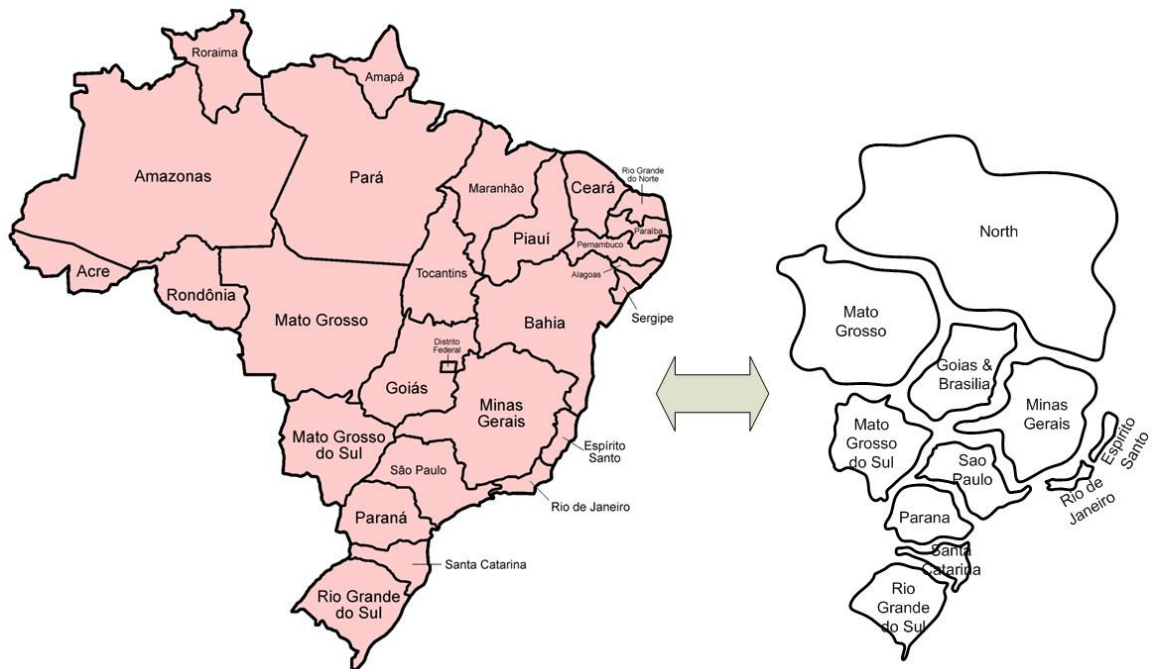 Roraima
Amapá
Amazonas
Pará
Maranhão
Ceará
Rio Grande
do Norte
Paraíba
Piauí
Pernambuco
Acre
Rondônia
Tocantins
Alagoas
Sergipe
Mato Grosso
Bahia
Distrito
Federal
Goiás
Minas
Gerais
Mato Grosso
do Sul
Espírito
Santo
São Paulo
Rio de Janeiro
Paraná
Santa Catarina
Rio Grande
do Sul
North
Mato
Grosso
Goias &
Brasilia
Minas
Gerais
Mato
Grosso
do Sul
Espirito
Santo
Sao
Paulo
Rio de
Janeiro
Parana
Santa
Catarina
Rio
Grande
do Sul